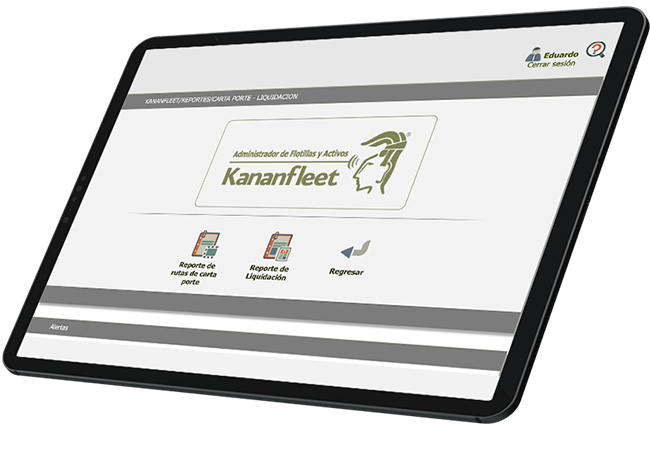 Eduardo
Cerrar sesión
KANANFLEET/REPORTES/CARTA PORTE - LIQUIDACION
Administrador de Flotillas y Activos
Kananfleet
®
Reporte de
rutas de carta
porte
Reporte de
Liquidación
Regresar
Alertas